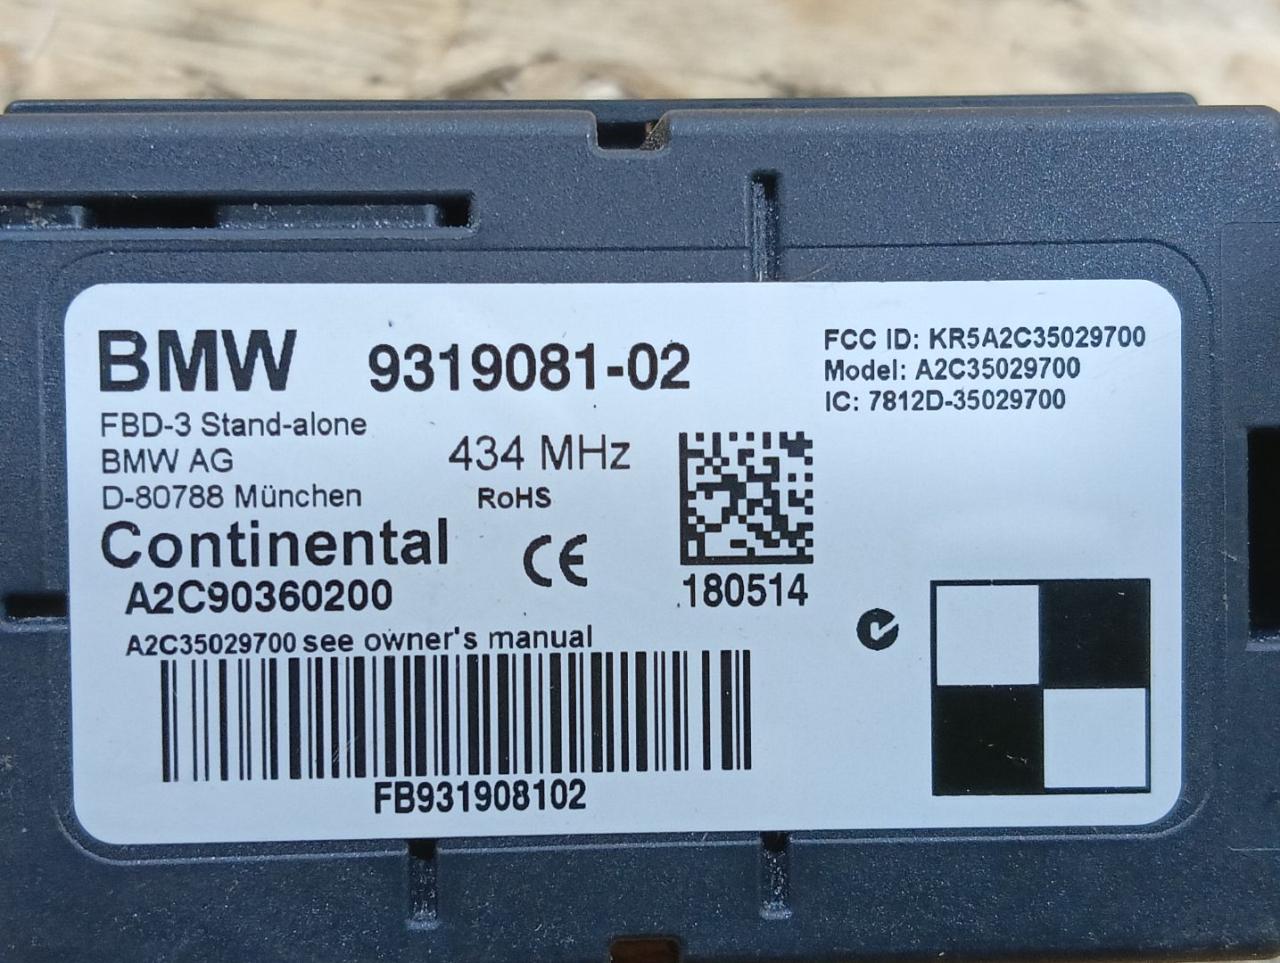 BMW 9319081-02
FBD-3 Stand-alone
BMW AG
D-80788 München
434 MHz
RoHS
Continental
CE
A2C90360200
A2C35029700 see owner's manual
FB931908102
180514
FCC ID: KR5A2C35029700
Model: A2C35029700
IC: 7812D-35029700